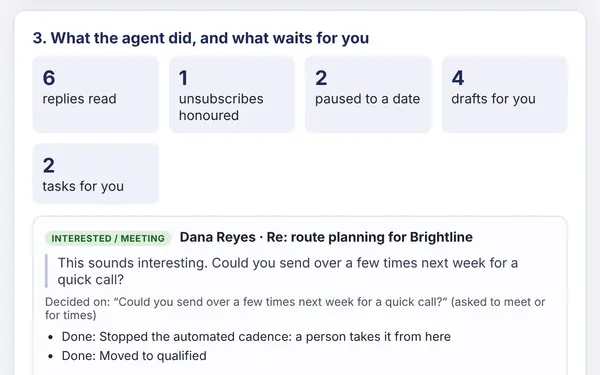 3. What the agent did, and what waits for you
6
replies read
1
unsubscribes
honoured
2
paused to a date
4
drafts for you
2
tasks for you
INTERESTED / MEETING Dana Reyes · Re: route planning for Brightline
This sounds interesting. Could you send over a few times next week for a
quick call?
Decided on: “Could you send over a few times next week for a quick call?” (asked to meet or
for times)
• Done: Stopped the automated cadence: a person takes it from here
• Done: Moved to qualified